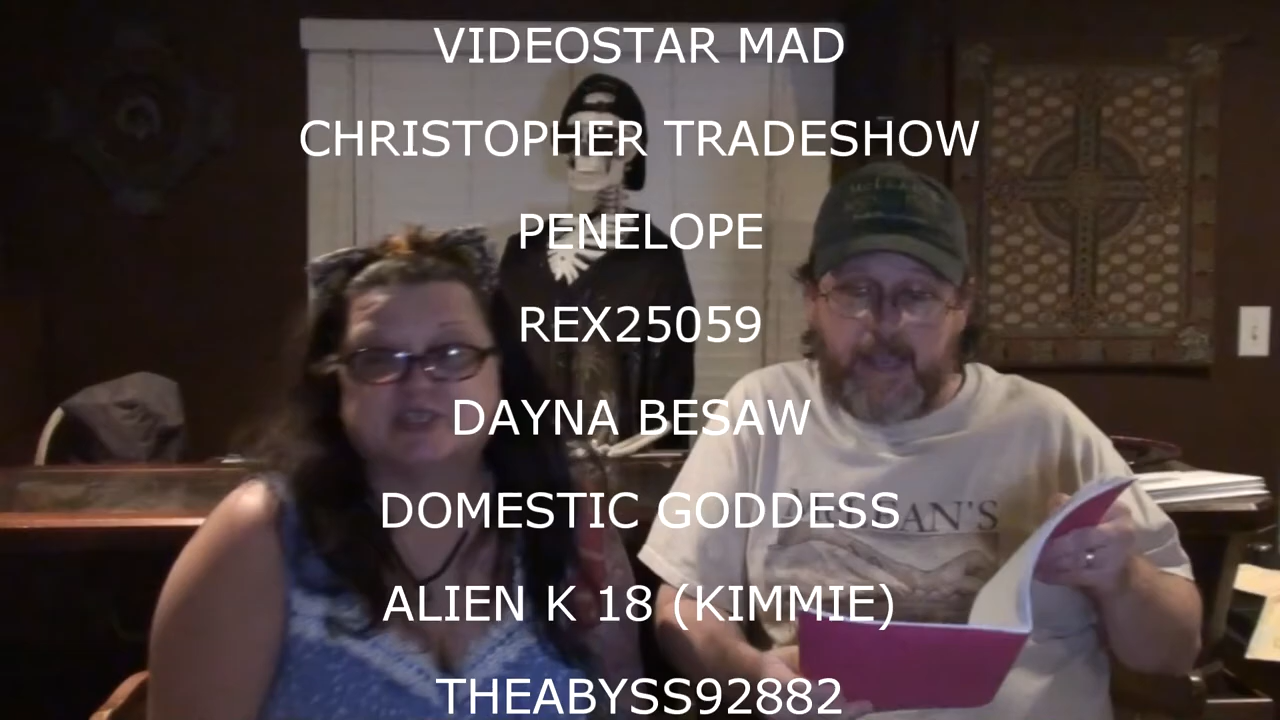 VIDEOSTAR MAD
CHRISTOPHER TRADESHOW
PENELOPE
REX25059
DAYNA BESAW
DOMESTIC GODDESS
ALIEN K 18 (KIMMIE)
THEABYSS92882